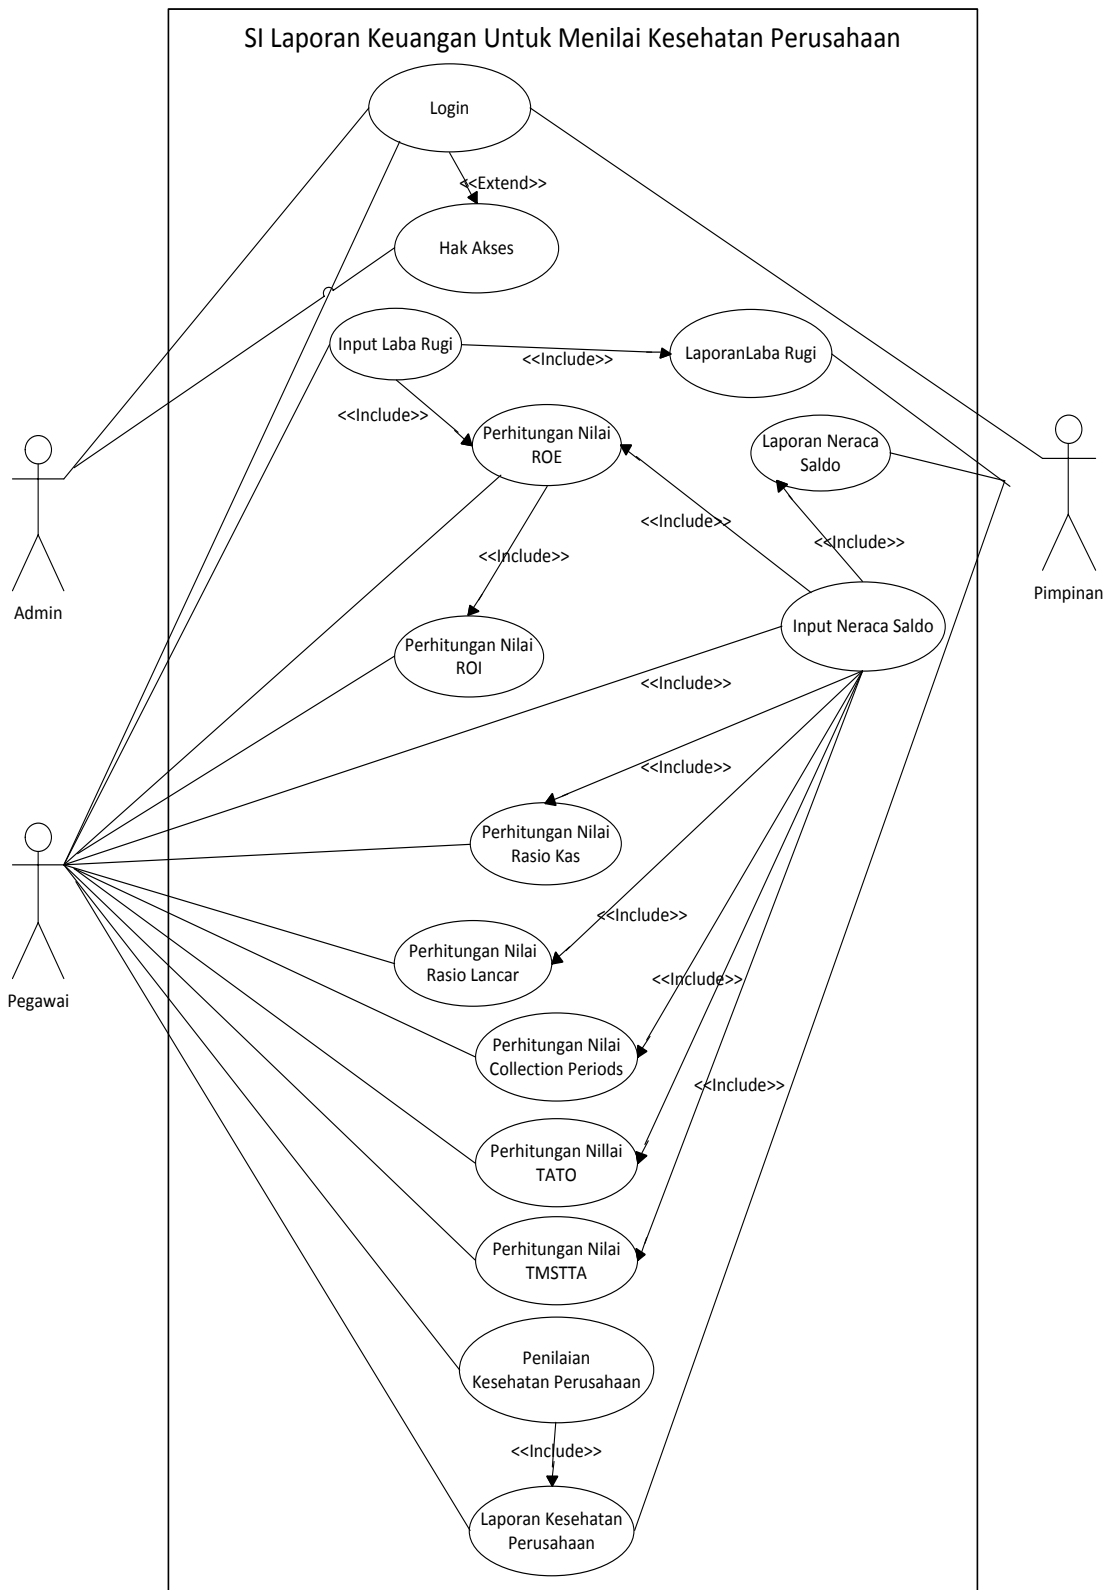 SI Laporan Keuangan Untuk Menilai Kesehatan Perusahaan
Login
<<Extend>>
Hak Akses
Input Laba Rugi
<<Include>>
LaporanLaba Rugi
<<Include>>
Perhitungan Nilai
ROE
Laporan Neraca
Saldo
<<Include>>
<<Include>>
<<Include>>
Admin
Pimpinan
Input Neraca Saldo
Perhitungan Nilai
ROI
<<Include>>
<<Include>>
Perhitungan Nilai
Rasio Kas
<<Include>>
Perhitungan Nilai
Rasio Lancar
Pegawai
<<Include>>
Perhitungan Nilai
Collection Periods
<<Include>>
Perhitungan Nillai
TATO
Perhitungan Nilai
TMSTTA
Penilaian
Kesehatan Perusahaan
<<Include>>
Laporan Kesehatan
Perusahaan